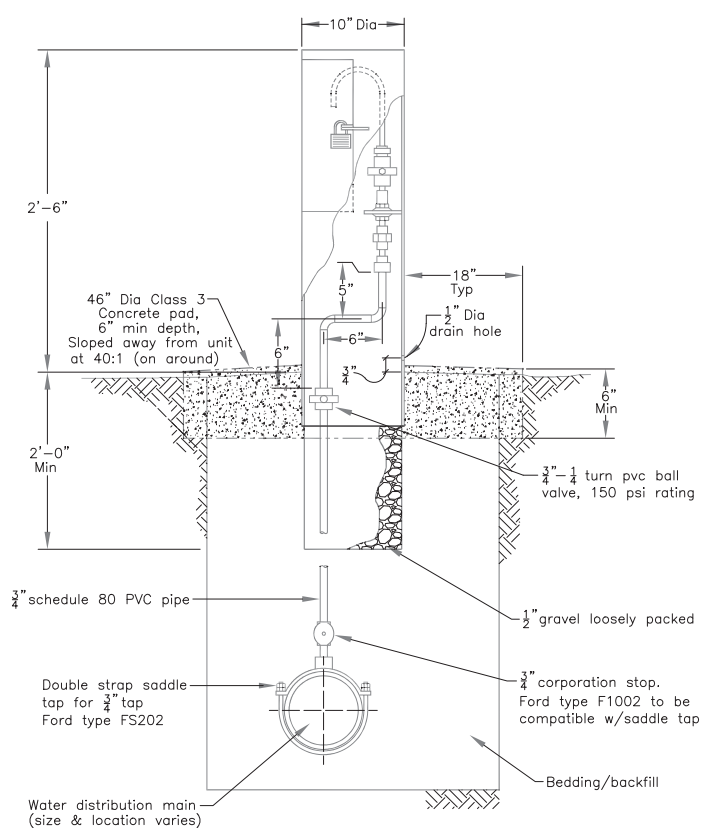 10" Dia
2'-6"
18"
Typ
5"
46" Dia Class 3
Concrete pad,
6" min depth,
Sloped away from unit
at 40:1 (on around)
1/2" Dia
drain hole
6"
6"
3/4"
6"
Min
2'-0"
Min
3/4"-1/4 turn pvc ball
valve, 150 psi rating
3/4" schedule 80 PVC pipe
1/2" gravel loosely packed
Double strap saddle
tap for 3/4" tap
Ford type FS202
3/4" corporation stop.
Ford type F1002 to be
compatible w/saddle tap
Bedding/backfill
Water distribution main
(size & location varies)